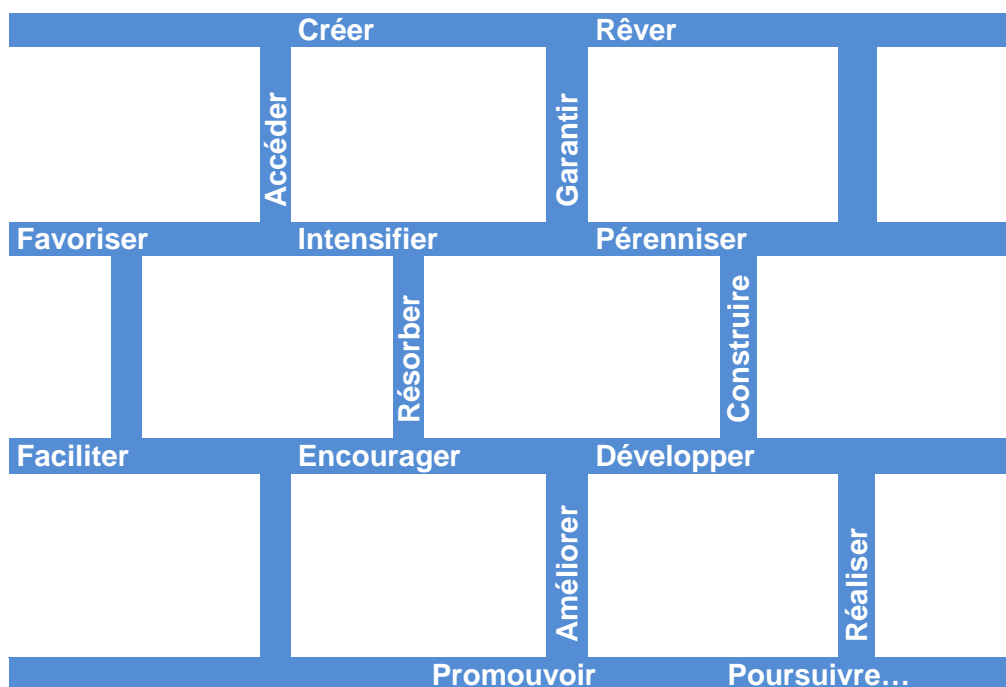 Créer
Rêver
Accéder
Garantir
Favoriser
Intensifier
Pérenniser
Résorber
Construire
Faciliter
Encourager
Développer
Améliorer
Réaliser
Promouvoir
Poursuivre…